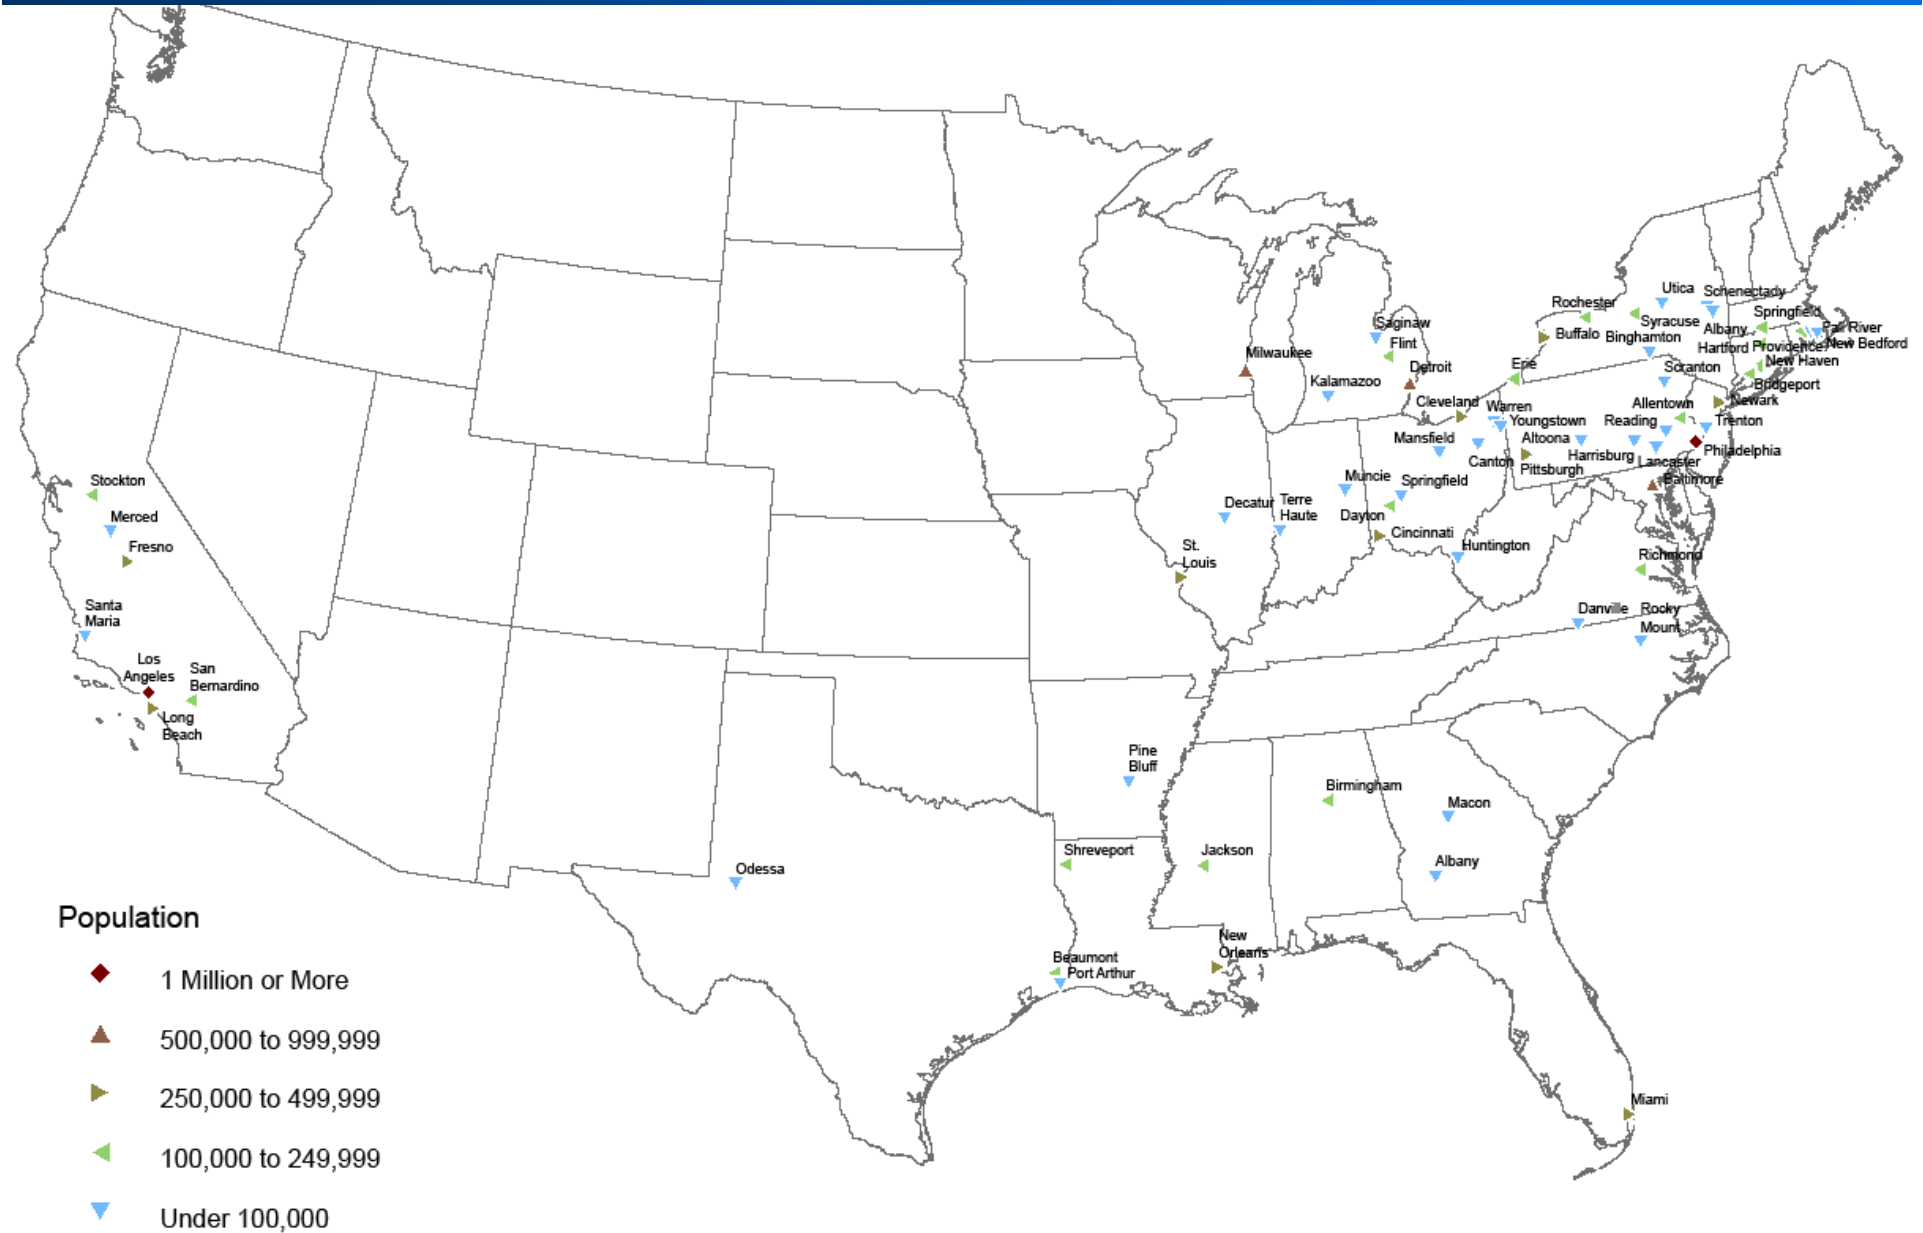 Utica
Schenectady
Rochester
Springfield
Syracuse
Fall River
Buffalo
Binghamton
Albany
Saginaw
Hartford
Providence
New Bedford
Flint
Milwaukee
New Haven
Erie
Scranton
Detroit
Kalamazoo
Bridgeport
Cleveland
Warren
Allentown
Newark
Youngstown
Reading
Trenton
Mansfield
Altoona
Philadelphia
Harrisburg
Canton
Pittsburgh
Lancaster
Muncie
Springfield
Baltimore
Stockton
Decatur
Terre
Haute
Dayton
Merced
Cincinnati
Fresno
St.
Louis
Huntington
Richmond
Santa
Maria
Danville
Rocky
Mount
Los
Angeles
San
Bernardino
Long
Beach
Pine
Bluff
Birmingham
Macon
Shreveport
Jackson
Albany
Odessa
New
Orleans
Beaumont
Port Arthur
Miami
Population
1 Million or More
500,000 to 999,999
250,000 to 499,999
100,000 to 249,999
Under 100,000